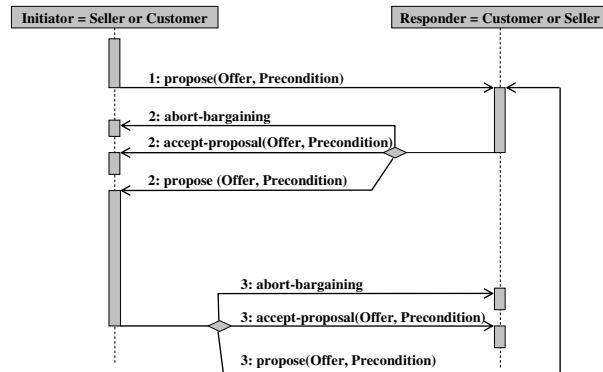 Initiator = Seller or Customer
Responder = Customer or Seller
1: propose(Offer, Precondition)
2: abort-bargaining
2: accept-proposal(Offer, Precondition)
2: propose (Offer, Precondition)
3: abort-bargaining
3: accept-proposal(Offer, Precondition)
3: propose(Offer, Precondition)